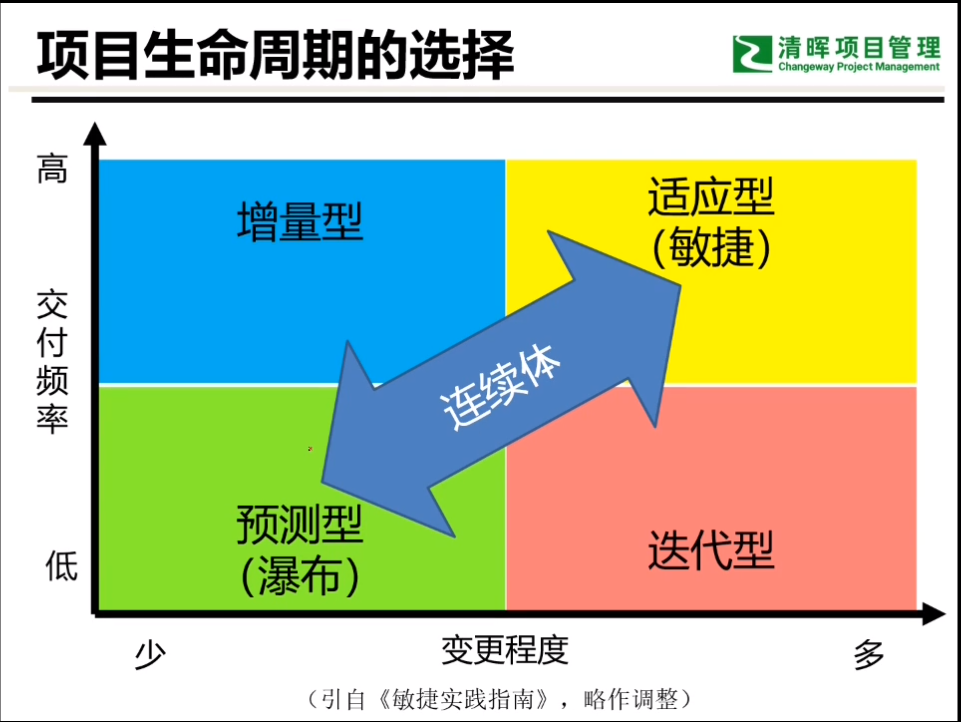 项目生命周期的选择
清晖项目管理
Changeway Project Management
高
增量型
适应型
（敏捷）
交付频率
连续体
预测型
（瀑布）
迭代型
低
少
变更程度
多
（引自《敏捷实践指南》，略作调整）